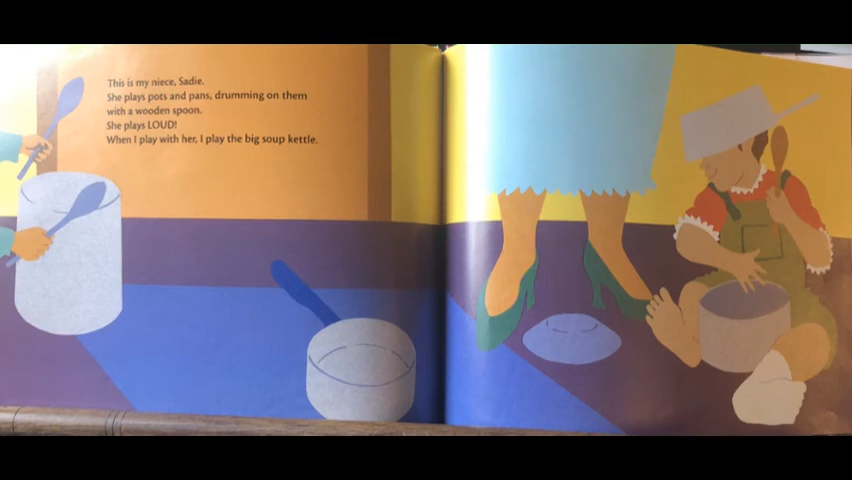 This is my niece, Sadie.
She plays pots and pans, drumming on them
with a wooden spoon.
She plays LOUD!
When I play with her, I play the big soup kettle.